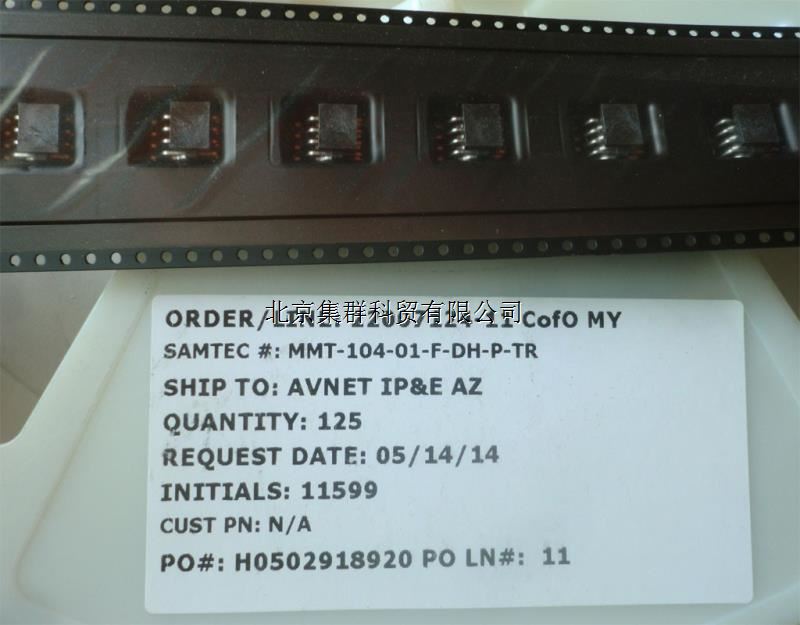 北京集群科贸有限公司
ORDER/LINE: CofO MY
SAMTEC #: MMT-104-01-F-DH-P-TR
SHIP TO: AVNET IP&E AZ
QUANTITY: 125
REQUEST DATE: 05/14/14
INITIALS: 11599
CUST PN: N/A
PO#: H0502918920 PO LN#: 11